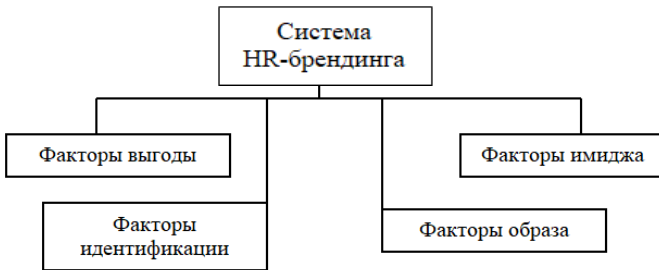 Система
HR-брендинга
Факторы выгоды
Факторы имиджа
Факторы
идентификации
Факторы образа